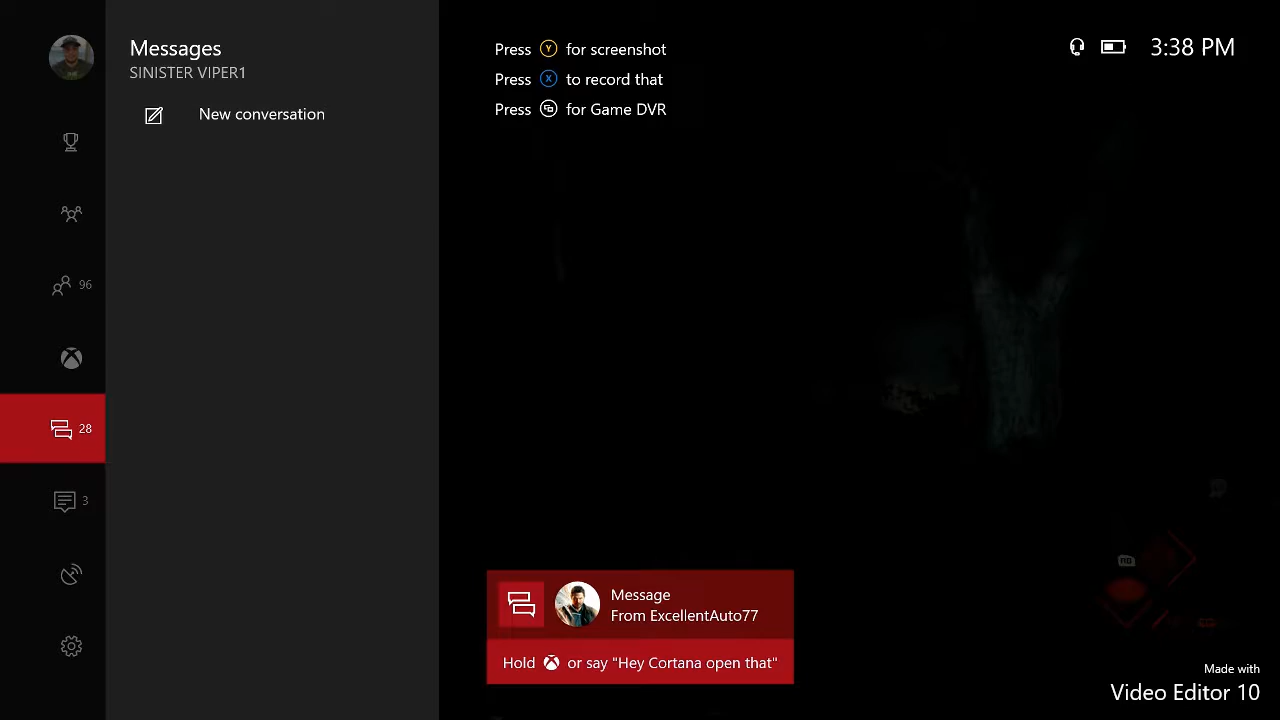 Messages
SINISTER VIPER1
New conversation
96
28
3
Press Y for screenshot
Press X to record that
Press for Game DVR
3:38 PM
Message
From ExcellentAuto77
Hold or say "Hey Cortana open that"
Made with
Video Editor 10